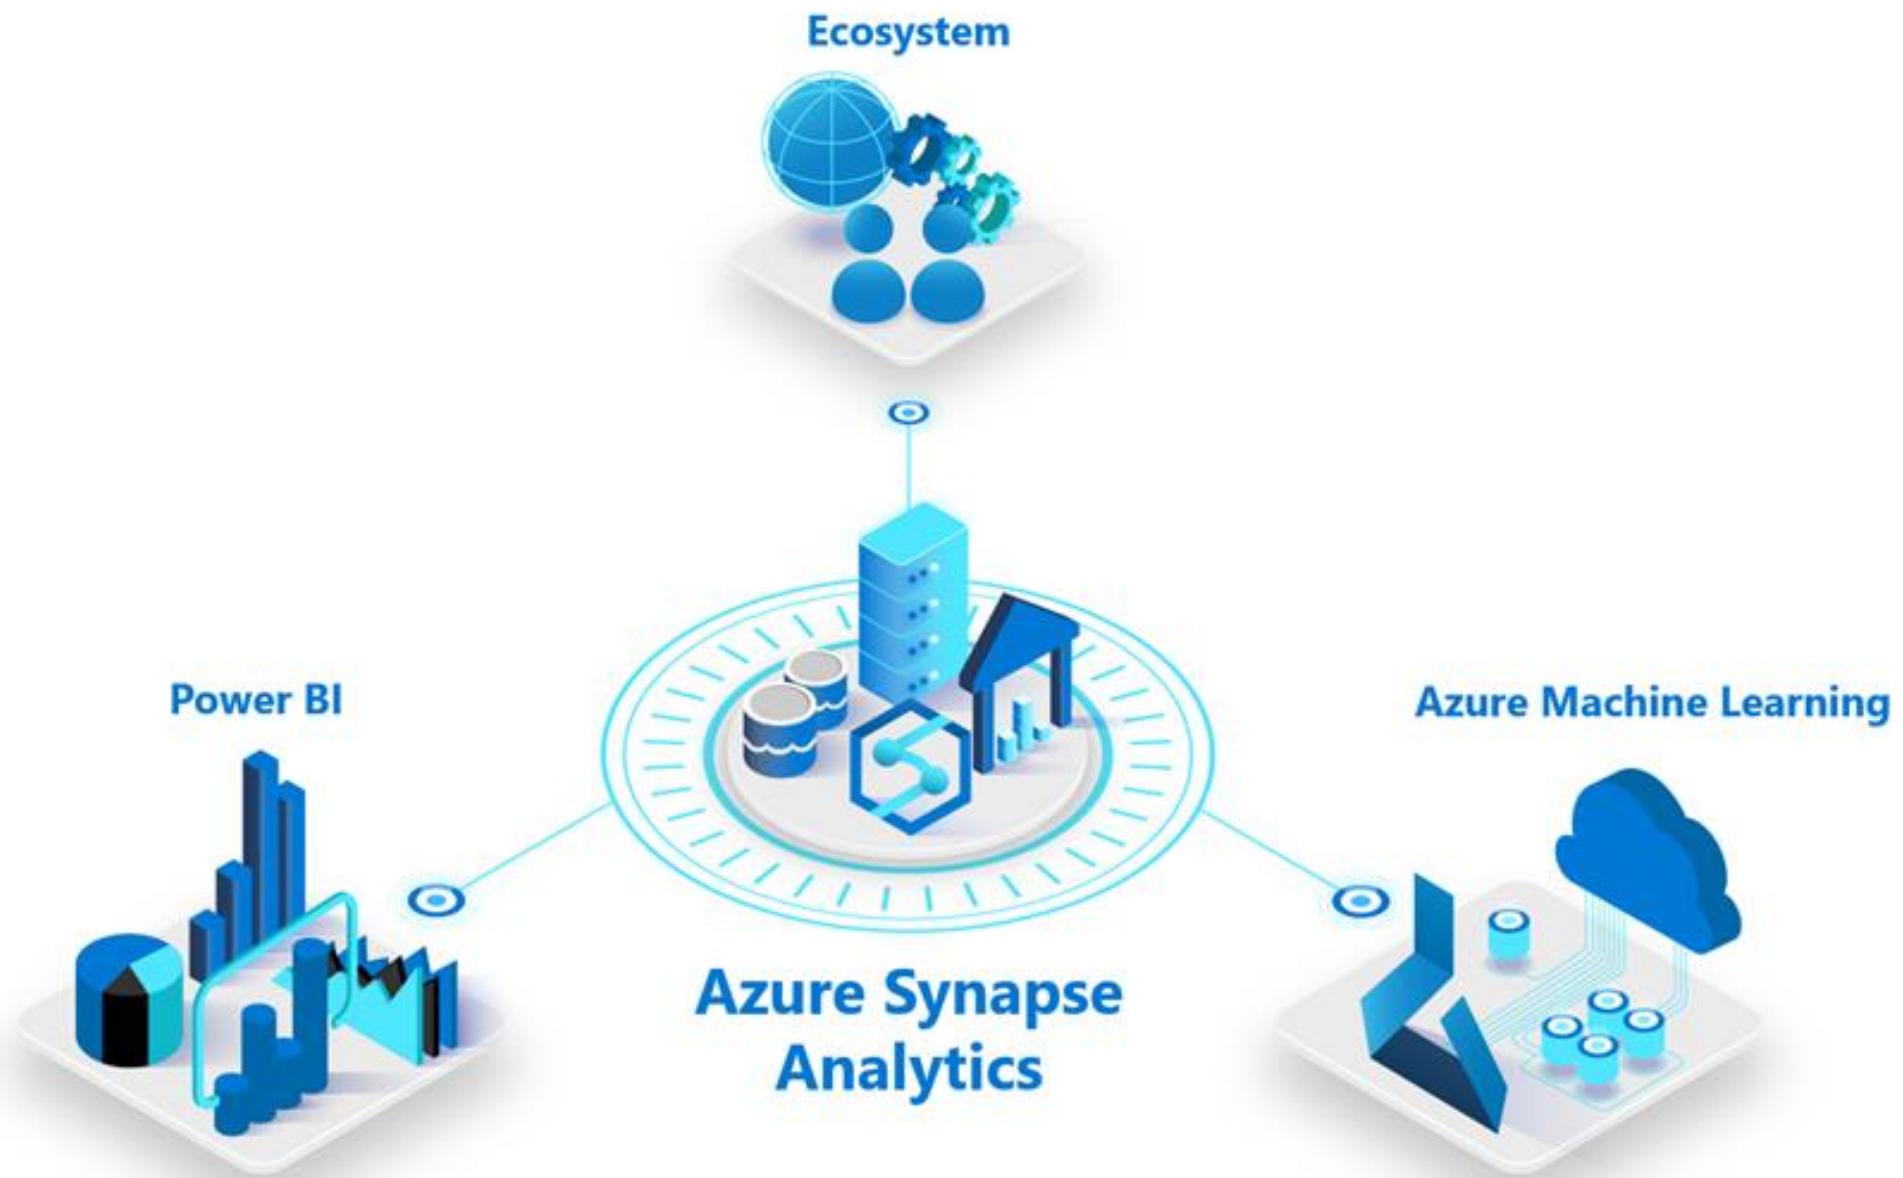 Ecosystem
Power BI
Azure Machine Learning
Azure Synapse
Analytics